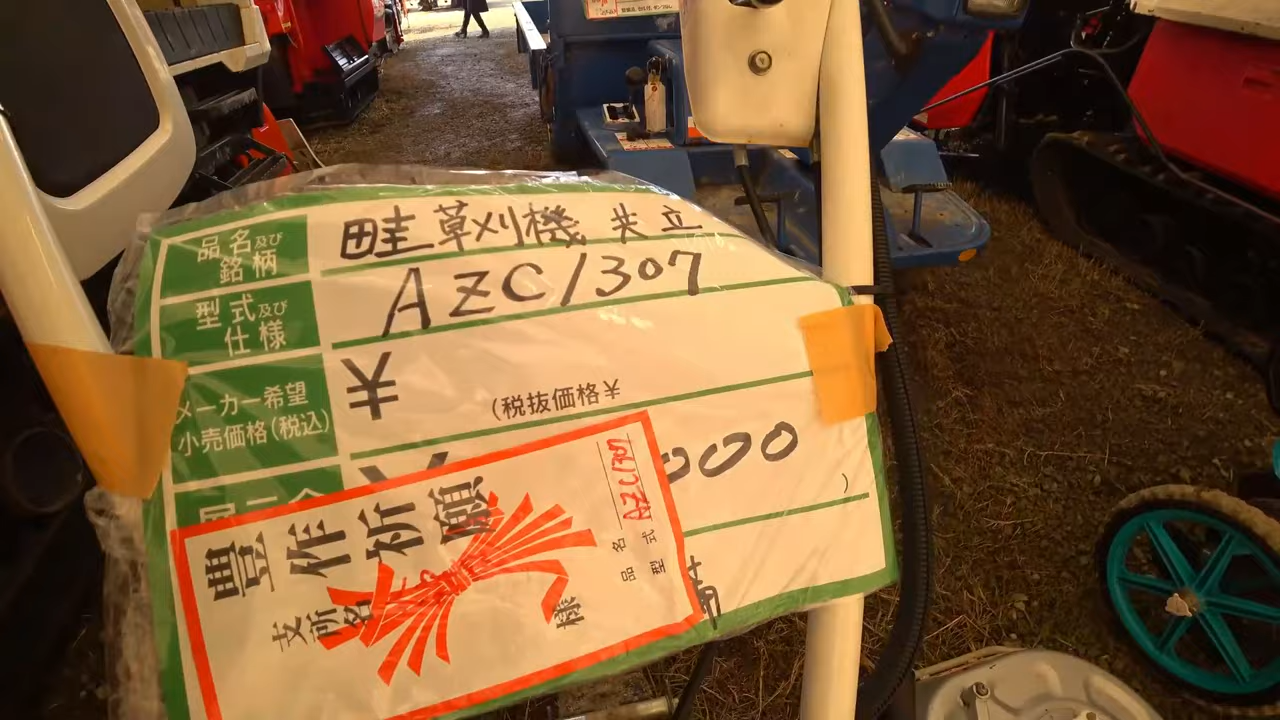 品名及び銘柄 畦草刈機 共立
型式及び仕様 AZC/307
メーカー希望小売価格(税込) ¥
(税抜価格¥
000
)
豊作祈願
支所名
様
品名
型式 AZC1307